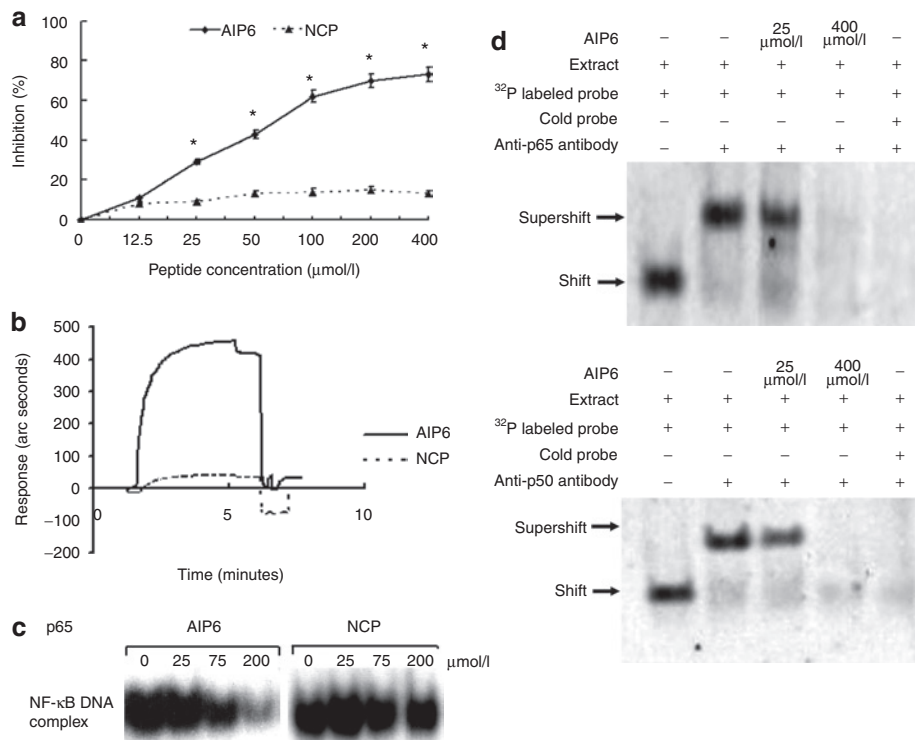 a
AIP6 NCP
100
80
60
40
20
0
Inhibition (%)
* * * * *
0 12.5 25 50 100 200 400
Peptide concentration (μmol/l)
b
500
400
300
200
100
0
−100
−200
Response (arc seconds)
0 5 10
Time (minutes)
AIP6
NCP
c
p65 AIP6 NCP
0 25 75 200 0 25 75 200 μmol/l
NF-κB DNA
complex
d
AIP6 – – 25 μmol/l 400 μmol/l –
Extract + + + + +
³²P labeled probe + + + + +
Cold probe – – – – +
Anti-p65 antibody – + + + +
Supershift
Shift
AIP6 – – 25 μmol/l 400 μmol/l –
Extract + + + + +
³²P labeled probe + + + + +
Cold probe – – – – +
Anti-p50 antibody – + + + +
Supershift
Shift